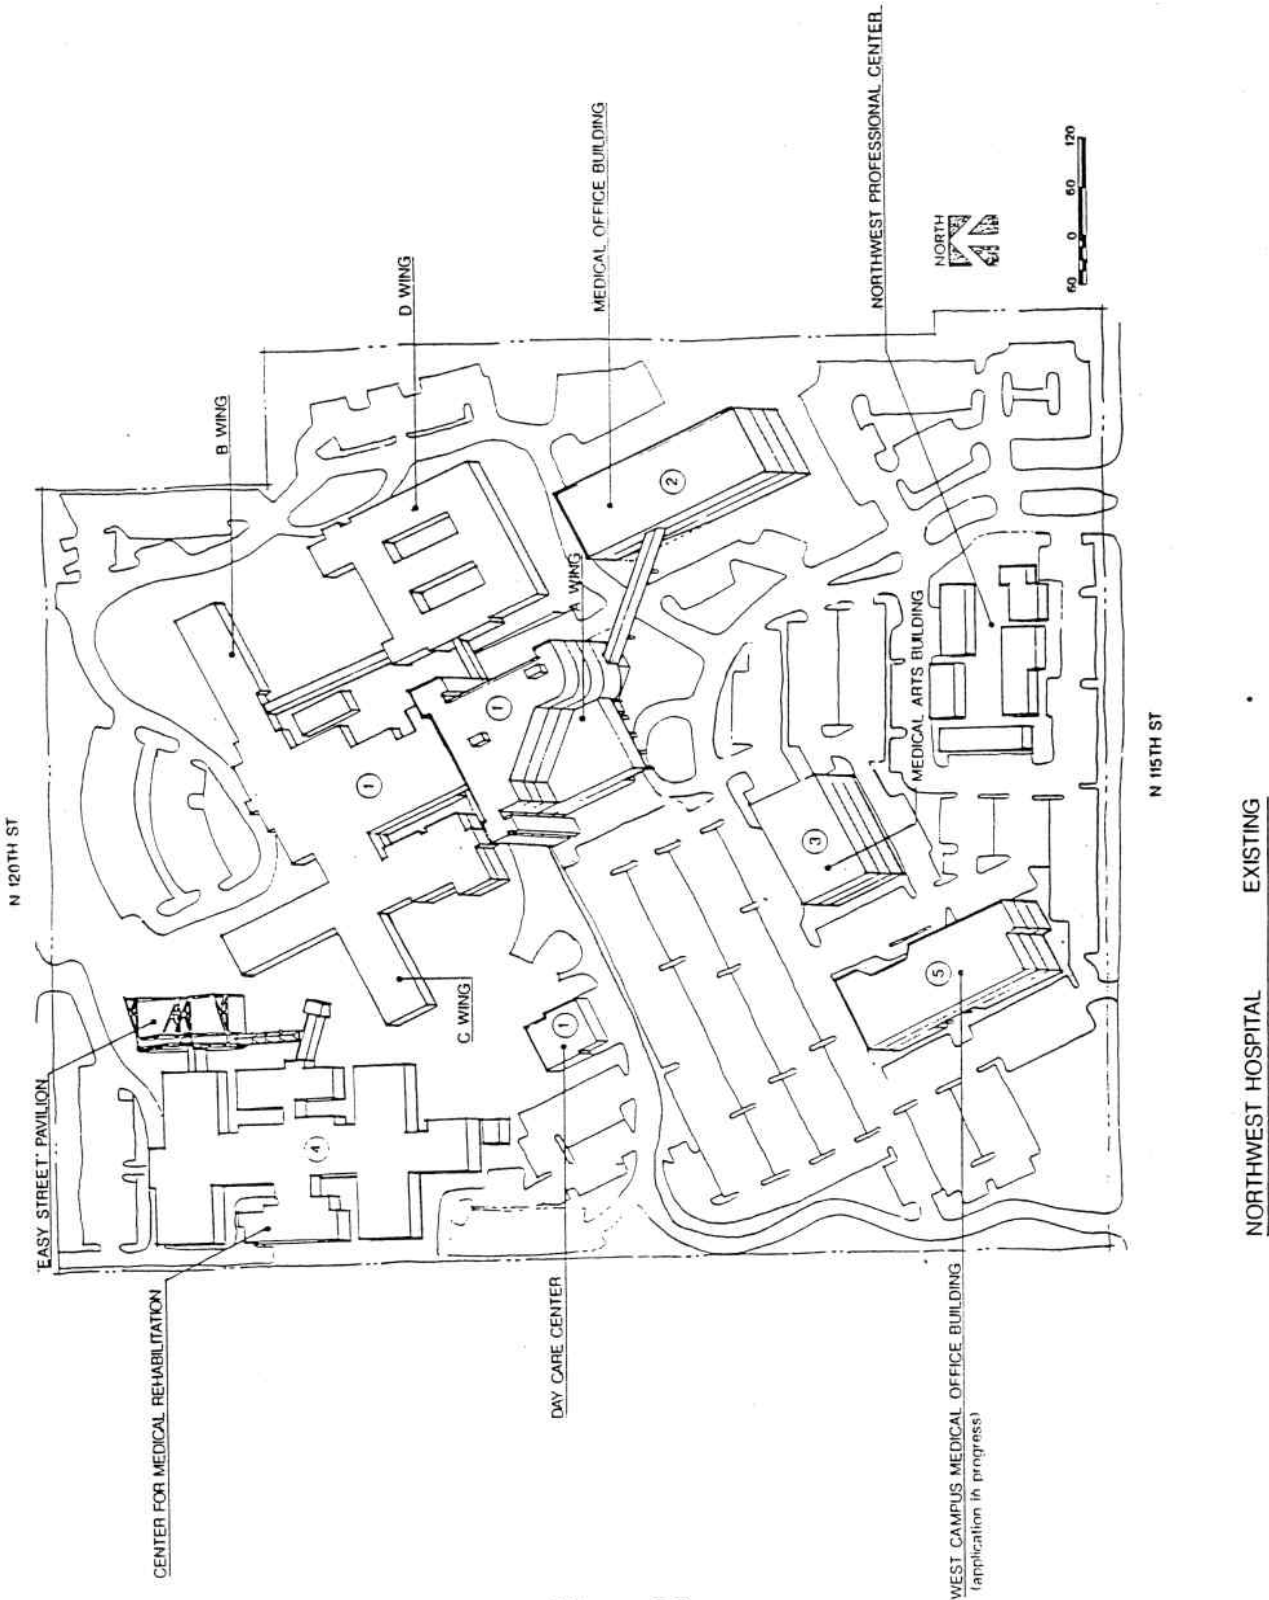 N 120TH ST
'EASY STREET' PAVILION
CENTER FOR MEDICAL REHABILITATION
B WING
D WING
C WING
A WING
MEDICAL OFFICE BUILDING
DAY CARE CENTER
NORTHWEST PROFESSIONAL CENTER
MEDICAL ARTS BUILDING
WEST CAMPUS MEDICAL OFFICE BUILDING
(application in progress)
1
1
1
2
3
4
5
NORTH
60 0 60 120
N 115TH ST
NORTHWEST HOSPITAL EXISTING